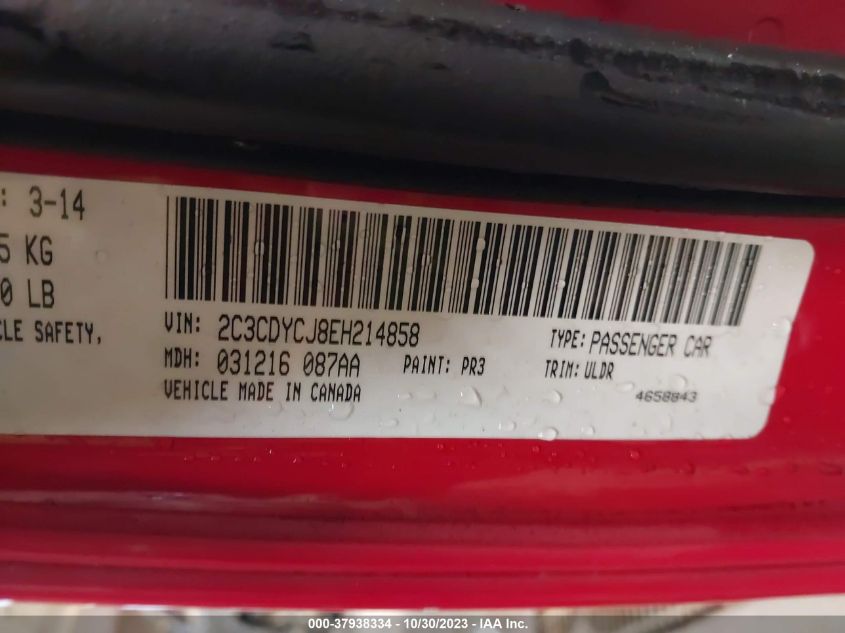 : 3-14
5 KG
0 LB
CLE SAFETY,
VIN: 2C3CDYCJ8EH214858
TYPE: PASSENGER CAR
MDH: 031216 087AA PAINT: PR3
TRIM: ULDR
VEHICLE MADE IN CANADA
4658843
000-37938334 - 10/30/2023 - IAA Inc.